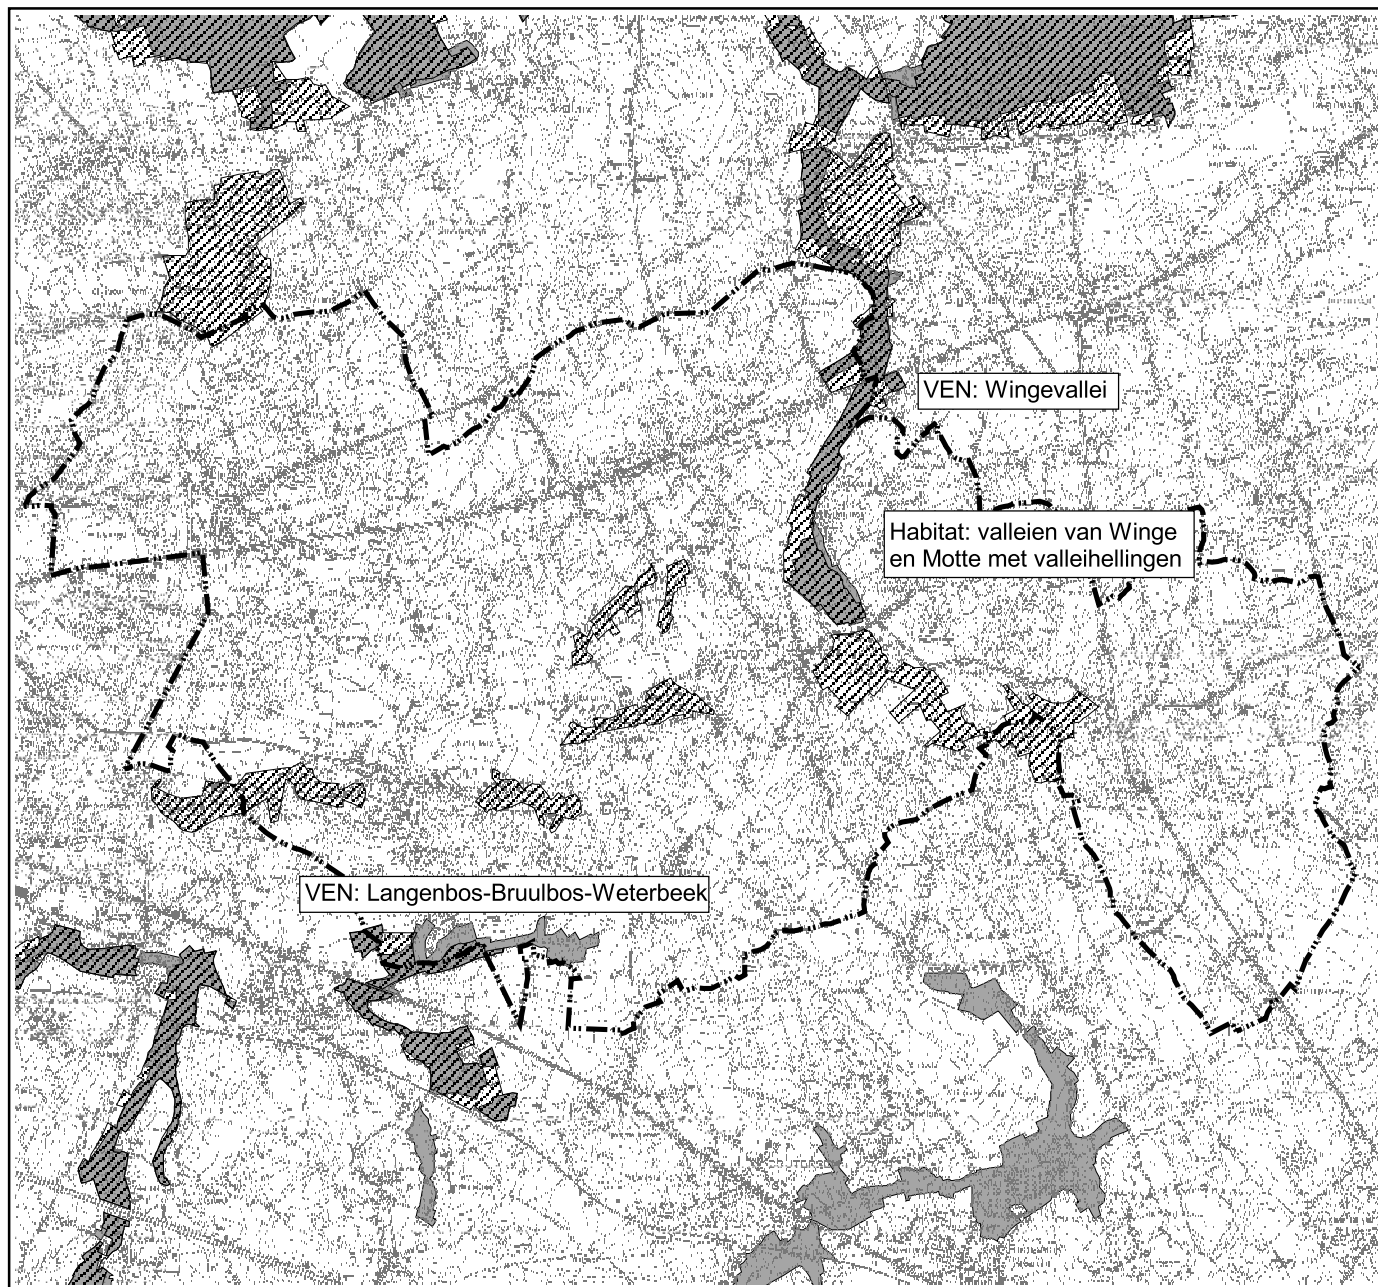 VEN: Wingevallei
Habitat: valleien van Winge
en Motte met valleihellingen
VEN: Langenbos-Bruulbos-Weterbeek